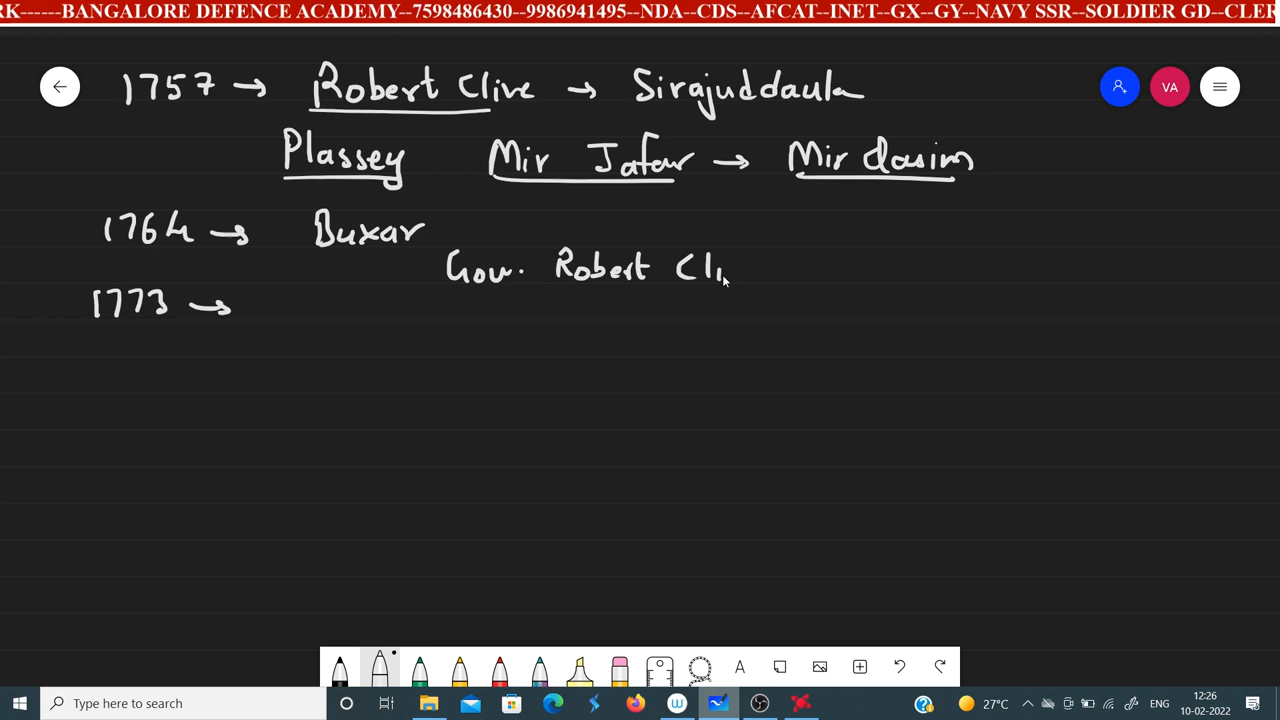 RK------BANGALORE DEFENCE ACADEMY--7598486430--9986941495--NDA--CDS--AFCAT--INET--GX--GY--NAVY SSR--SOLDIER GD--CLER
1757 → Robert Clive → Sirajuddaula
VA
Plassey Mir Jafar → Mir Qasim
1764 → Buxar
Gov. Robert Cli
1773 →
A
Type here to search
27°C
ENG
12:26
10-02-2022